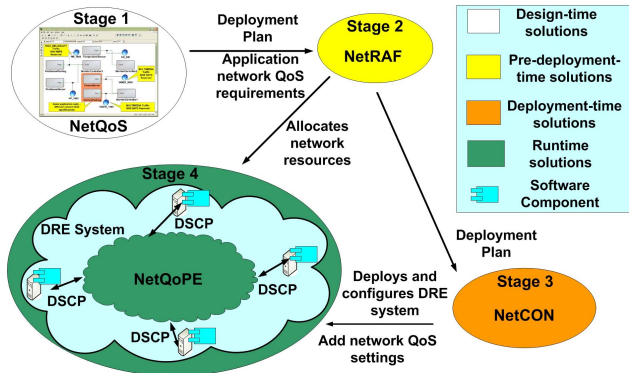 Stage 1
NetQoS
Deployment
Plan
Application
network QoS
requirements
Stage 2
NetRAF
Allocates
network
resources
Design-time
solutions
Pre-deployment-
time solutions
Deployment-time
solutions
Runtime
solutions
Software
Component
Stage 4
DRE System
DSCP
NetQoPE
DSCP
DSCP
DSCP
Deployment
Plan
Stage 3
NetCON
Deploys and
configures DRE
system
Add network QoS
settings